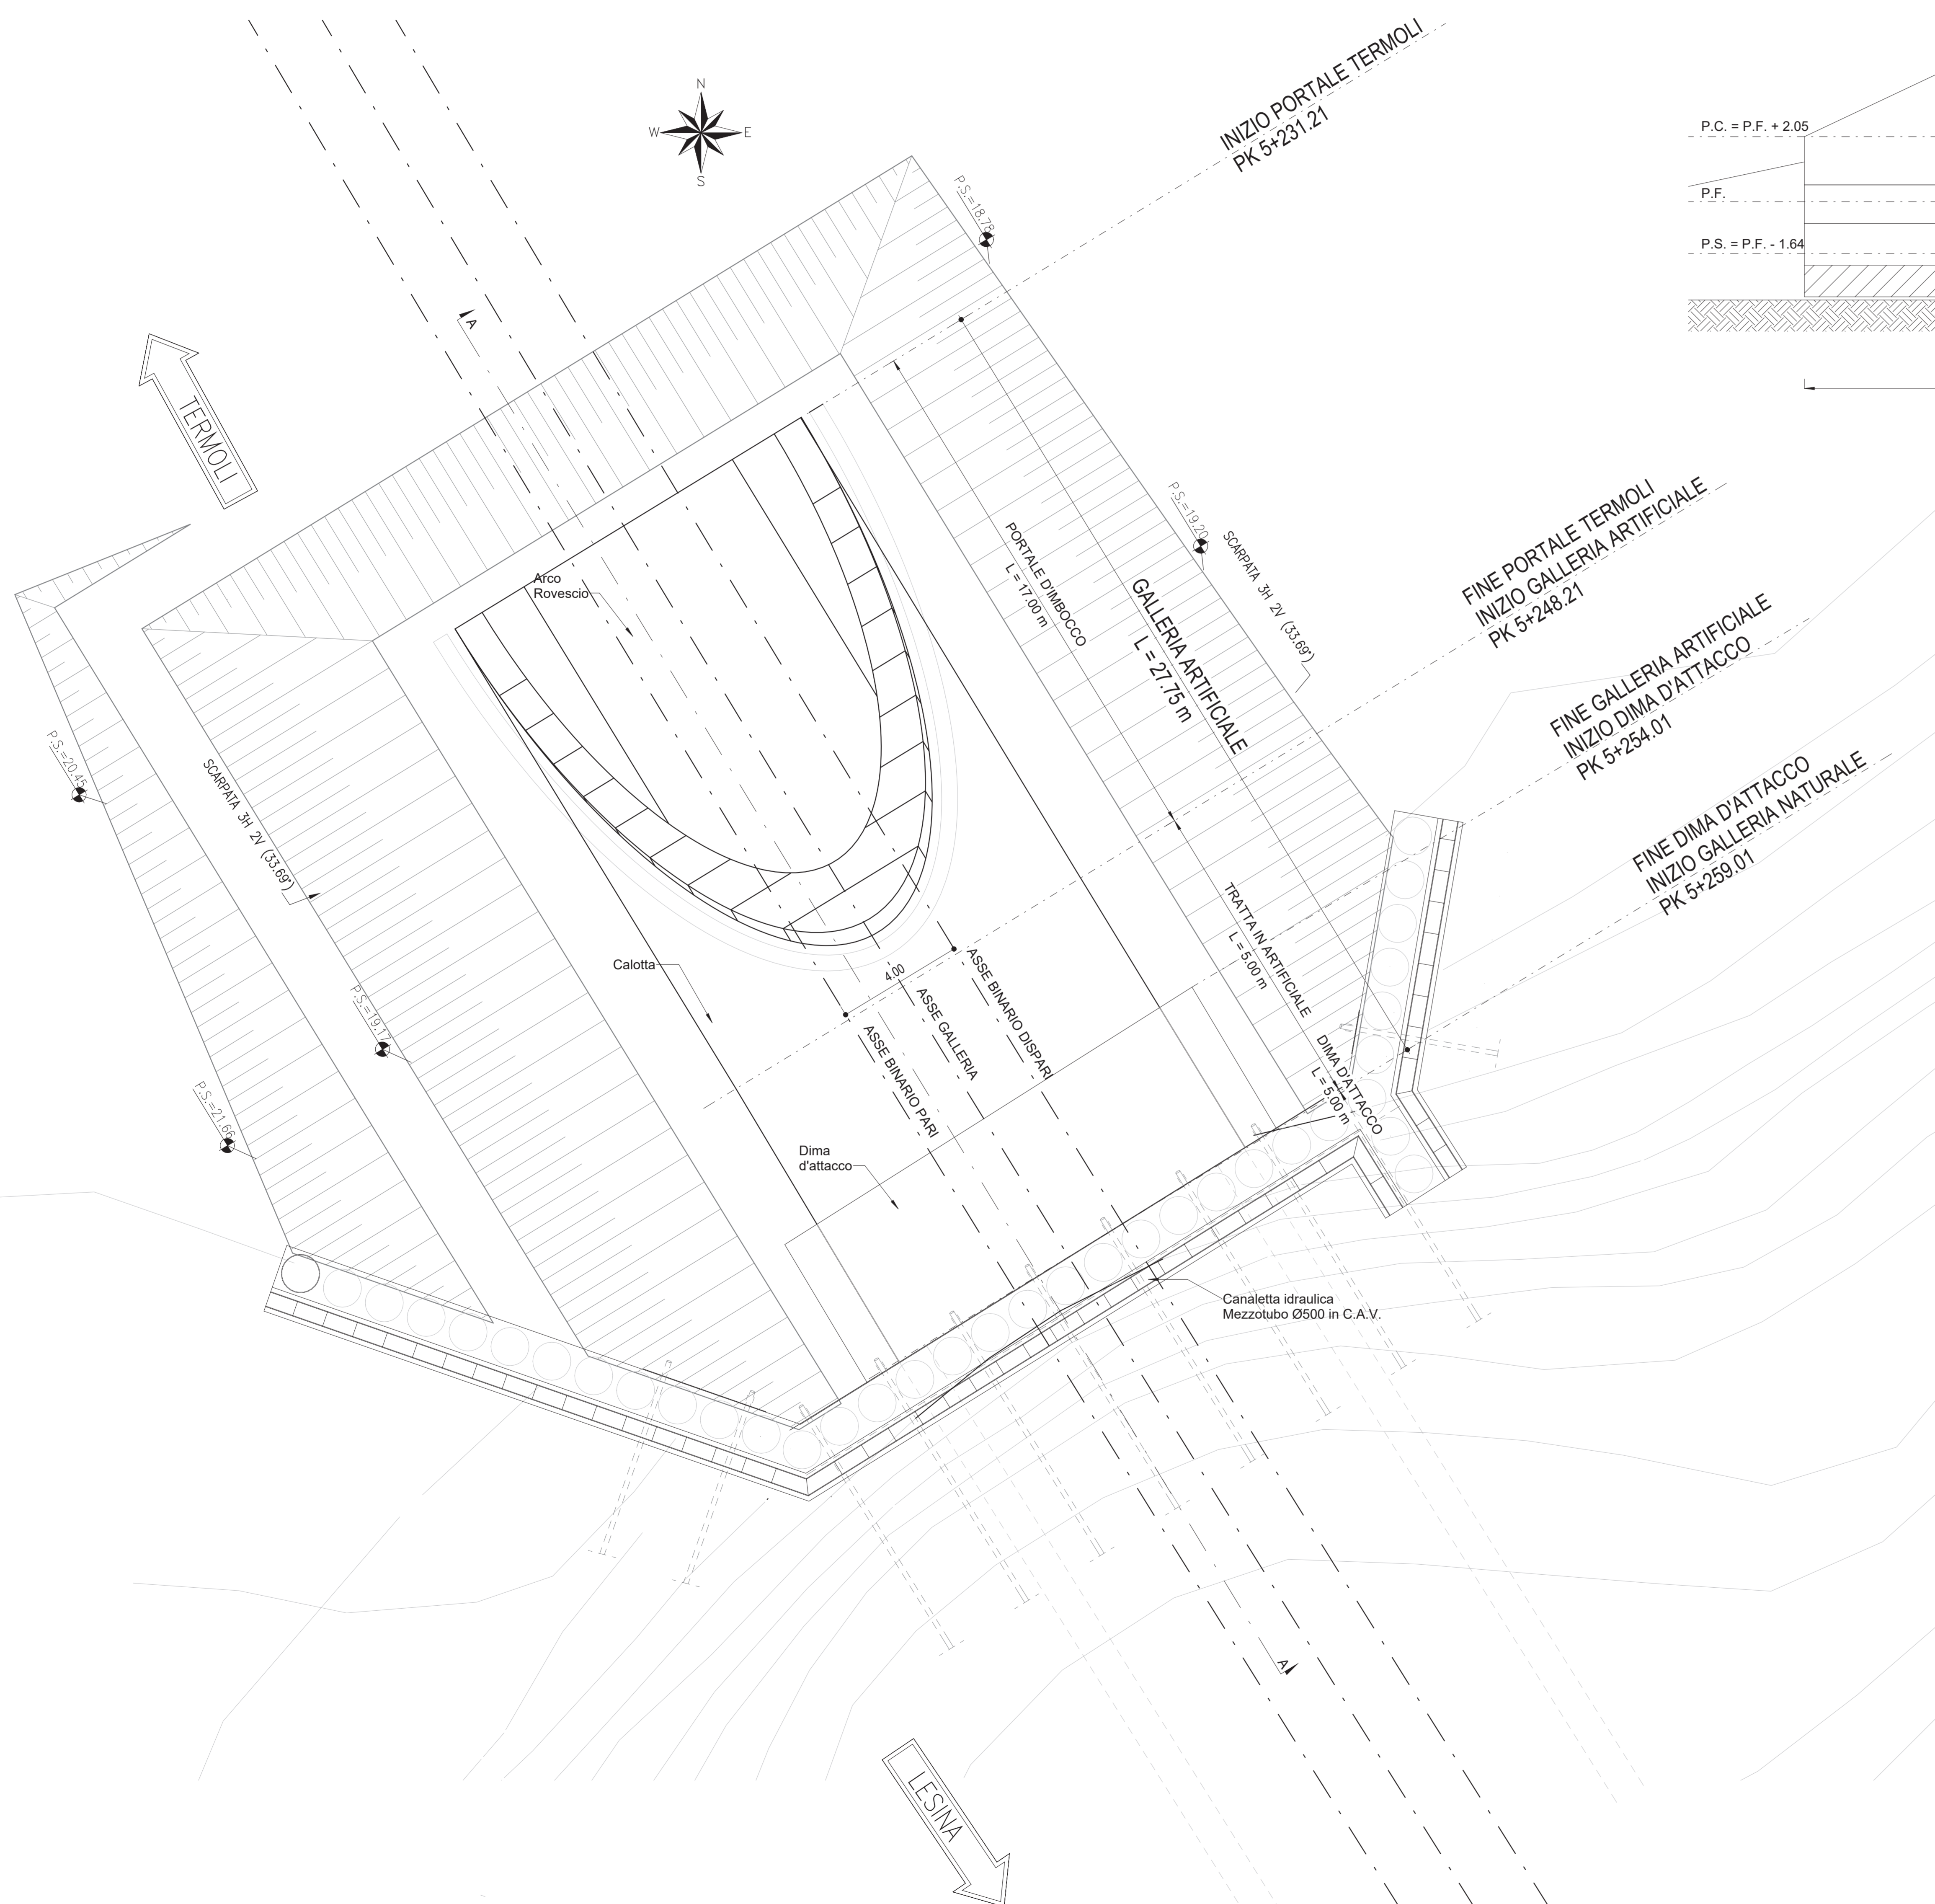 INIZIO PORTALE TERMOLI
PK 5+231.21
N
W
E
S
P.C. = P.F. + 2.05
P.F.
P.S. = P.F. - 1.64
P.S.=18.78
A
TERMOLI
P.S.=19.20
SCARPATA 3H 2V (33.69°)
FINE PORTALE TERMOLI
INIZIO GALLERIA ARTIFICIALE
PK 5+248.21
PORTALE D'IMBOCCO
L = 17.00 m
GALLERIA ARTIFICIALE
L = 27.75 m
Arco
Rovescio
FINE GALLERIA ARTIFICIALE
INIZIO DIMA D'ATTACCO
PK 5+254.01
P.S.=20.45
SCARPATA 3H 2V (33.69°)
FINE DIMA D'ATTACCO
INIZIO GALLERIA NATURALE
PK 5+259.01
TRATTA IN ARTIFICIALE
L = 5.00 m
Calotta
4.00
ASSE BINARIO DISPARI
ASSE GALLERIA
ASSE BINARIO PARI
P.S.=19.17
DIMA D'ATTACCO
L = 5.00 m
P.S.=21.66
Dima
d'attacco
Canaletta idraulica
Mezzotubo Ø500 in C.A.V.
A
LESINA